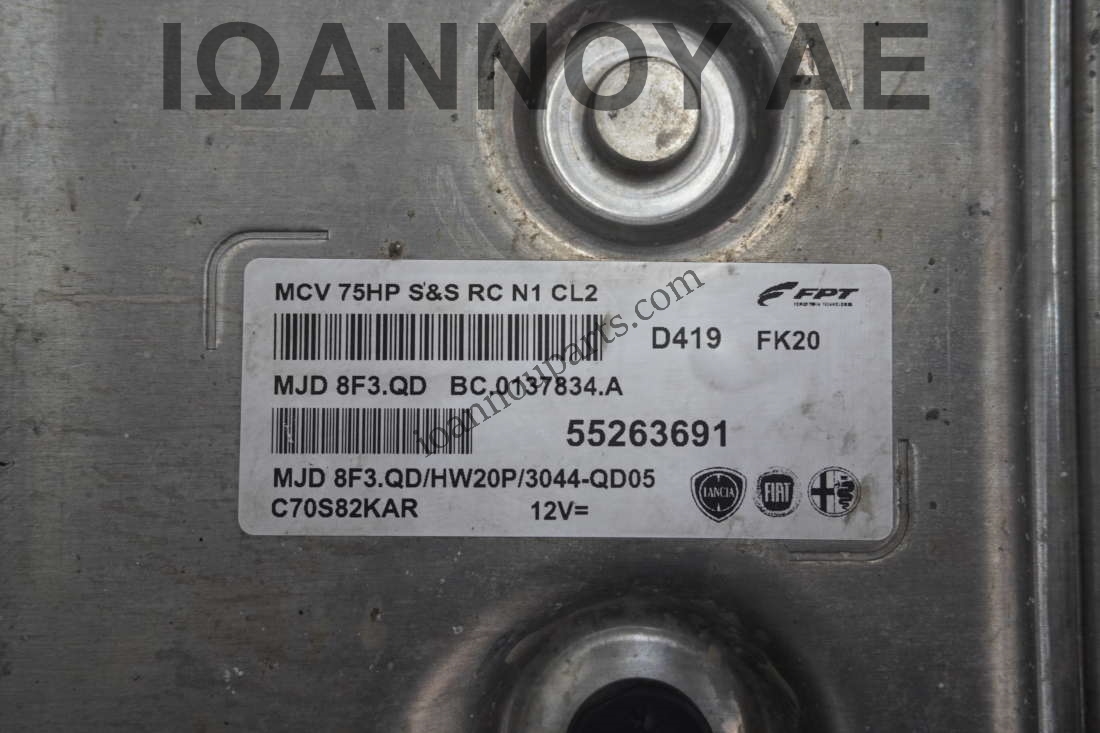 ΙΩΑΝΝΟΥ ΑΕ
MCV 75HP S&S RC N1 CL2
FPT
D419 FK20
MJD 8F3.QD BC.0137834.A
ioannouparts.com
55263691
MJD 8F3.QD/HW20P/3044-QD05
LANCIA FIAT
C70S82KAR 12V=